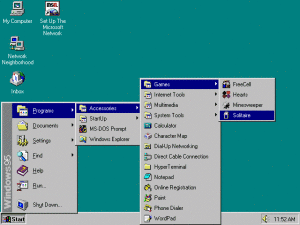 My Computer
Set Up The
Microsoft
Network
Network
Neighborhood
Inbox
Programs
Documents
Settings
Find
Help
Run...
Shut Down...
Windows95
Accessories
StartUp
MS-DOS Prompt
Windows Explorer
Games
Internet Tools
Multimedia
System Tools
Calculator
Character Map
Dial-Up Networking
Direct Cable Connection
HyperTerminal
Notepad
Online Registration
Paint
Phone Dialer
WordPad
FreeCell
Hearts
Minesweeper
Solitaire
Start
11:52 AM